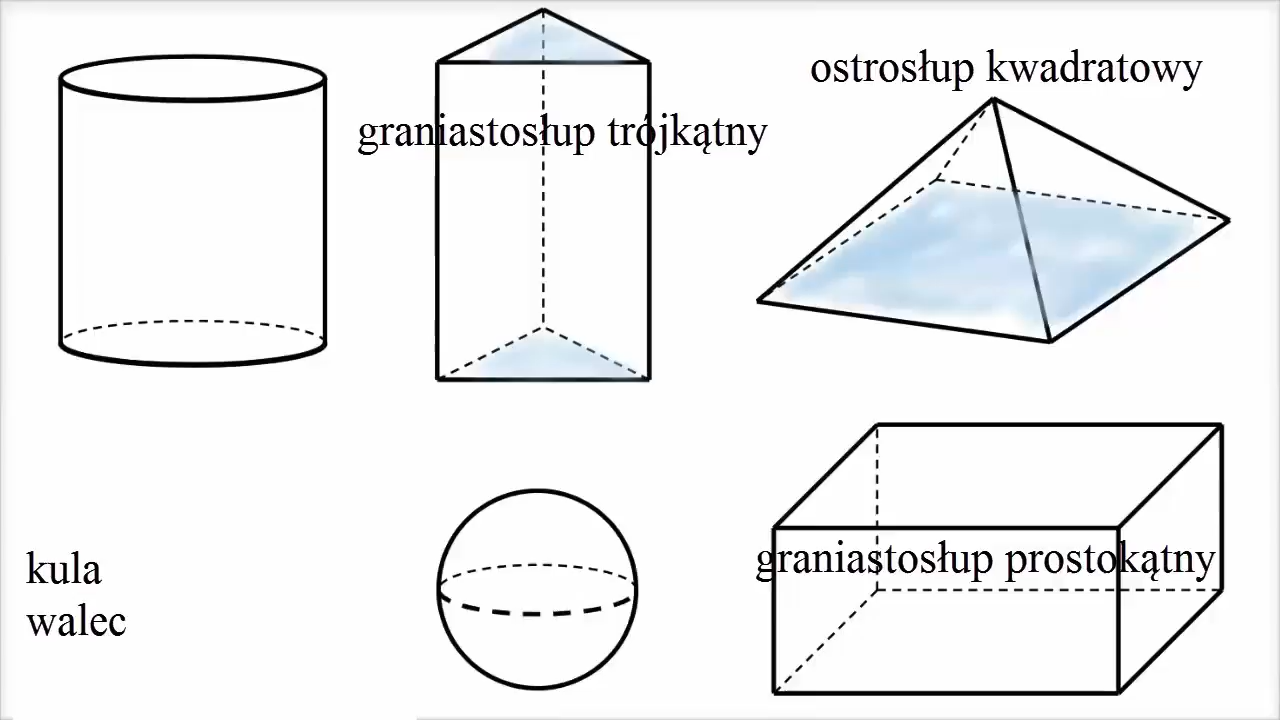 ostrosłup kwadratowy
graniastosłup trójkątny
graniastosłup prostokątny
kula
walec